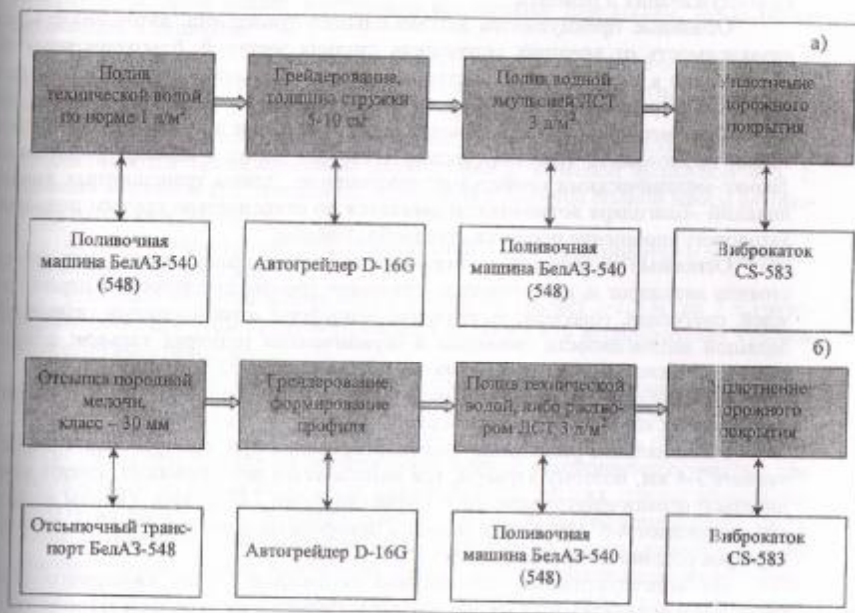 а)
Полив
технической водой
по норме 1 л/м²
Грейдерование,
толщина стружки
5-10 см
Полив водной
эмульсией ЛСТ
3 л/м²
Уплотнение
дорожного
покрытия
Поливочная
машина БелАЗ-540
(548)
Автогрейдер D-16G
Поливочная
машина БелАЗ-540
(548)
Виброкаток
CS-583
б)
Отсыпка породной
мелочи,
класс – 30 мм
Грейдерование,
формирование
профиля
Полив технической
водой, либо раство-
ром ЛСТ 3 л/м²
Уплотнение
дорожного
покрытия
Отсыпочный транс-
порт БелАЗ-548
Автогрейдер D-16G
Поливочная
машина БелАЗ-540
(548)
Виброкаток
CS-583